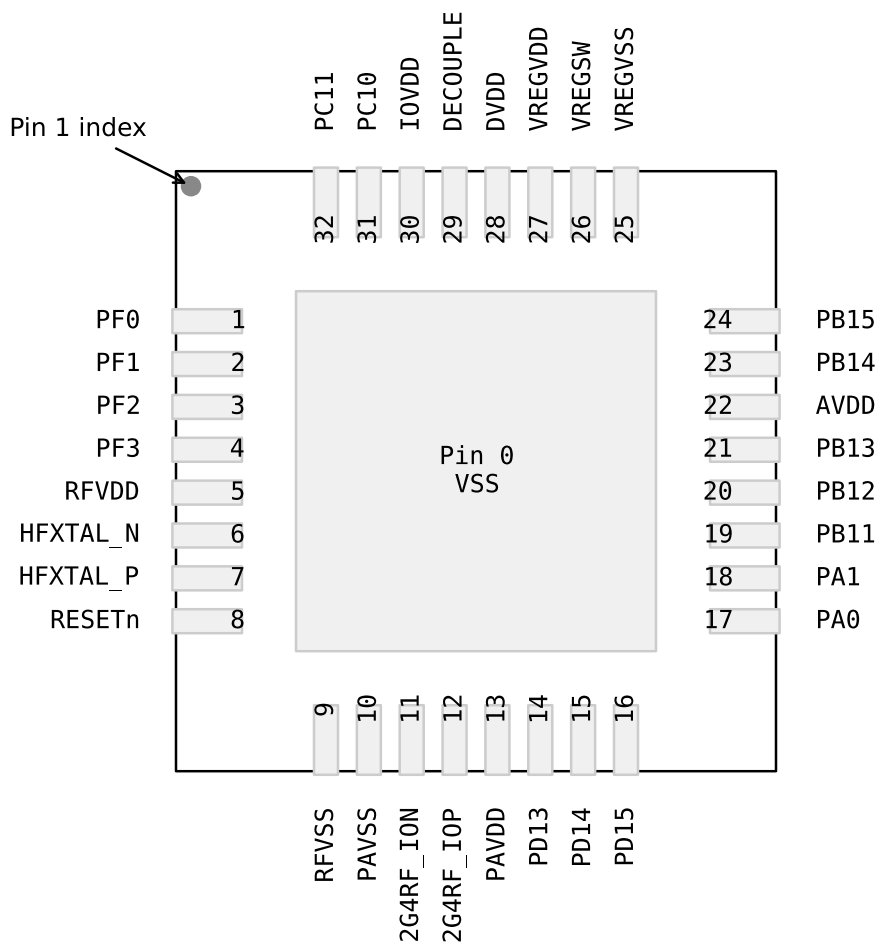 PC11
PC10
IOVDD
DECOUPLE
DVDD
VREGVDD
VREGSW
VREGVSS
Pin 1 index
32
31
30
29
28
27
26
25
PF0 1
24 PB15
PF1 2
23 PB14
PF2 3
22 AVDD
PF3 4
21 PB13
RFVDD 5
20 PB12
HFXTAL_N 6
19 PB11
HFXTAL_P 7
18 PA1
RESETn 8
17 PA0
Pin 0
VSS
9
10
11
12
13
14
15
16
RFVSS
PAVSS
2G4RF_ION
2G4RF_IOP
PAVDD
PD13
PD14
PD15